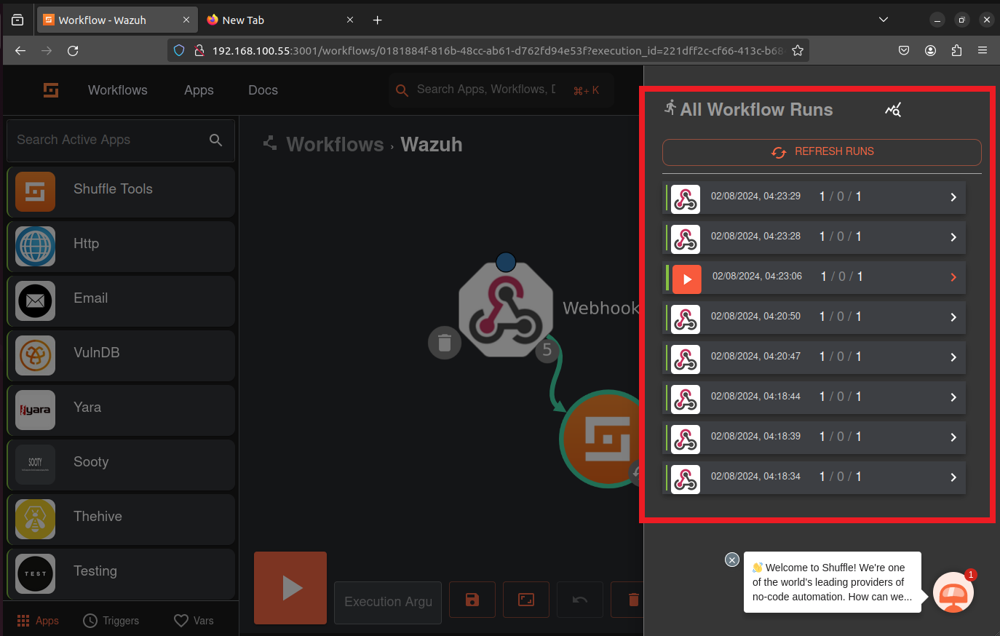 Workflow - Wazuh
New Tab
192.168.100.55:3001/workflows/0181884f-816b-48cc-ab61-d762fd94e53f?execution_id=221dff2c-cf66-413c-b68
Workflows
Apps
Docs
Search Apps, Workflows, D
⌘+ K
Search Active Apps
Shuffle Tools
Http
Email
VulnDB
yara
Yara
SOOTY
Sooty
Thehive
TEST
Testing
Apps
Triggers
Vars
Workflows › Wazuh
Webhook
5
Execution Argu
All Workflow Runs
REFRESH RUNS
02/08/2024, 04:23:29 1 / 0 / 1
02/08/2024, 04:23:28 1 / 0 / 1
02/08/2024, 04:23:06 1 / 0 / 1
02/08/2024, 04:20:50 1 / 0 / 1
02/08/2024, 04:20:47 1 / 0 / 1
02/08/2024, 04:18:44 1 / 0 / 1
02/08/2024, 04:18:39 1 / 0 / 1
02/08/2024, 04:18:34 1 / 0 / 1
👋 Welcome to Shuffle! We're one
of the world's leading providers of
no-code automation. How can we...
1